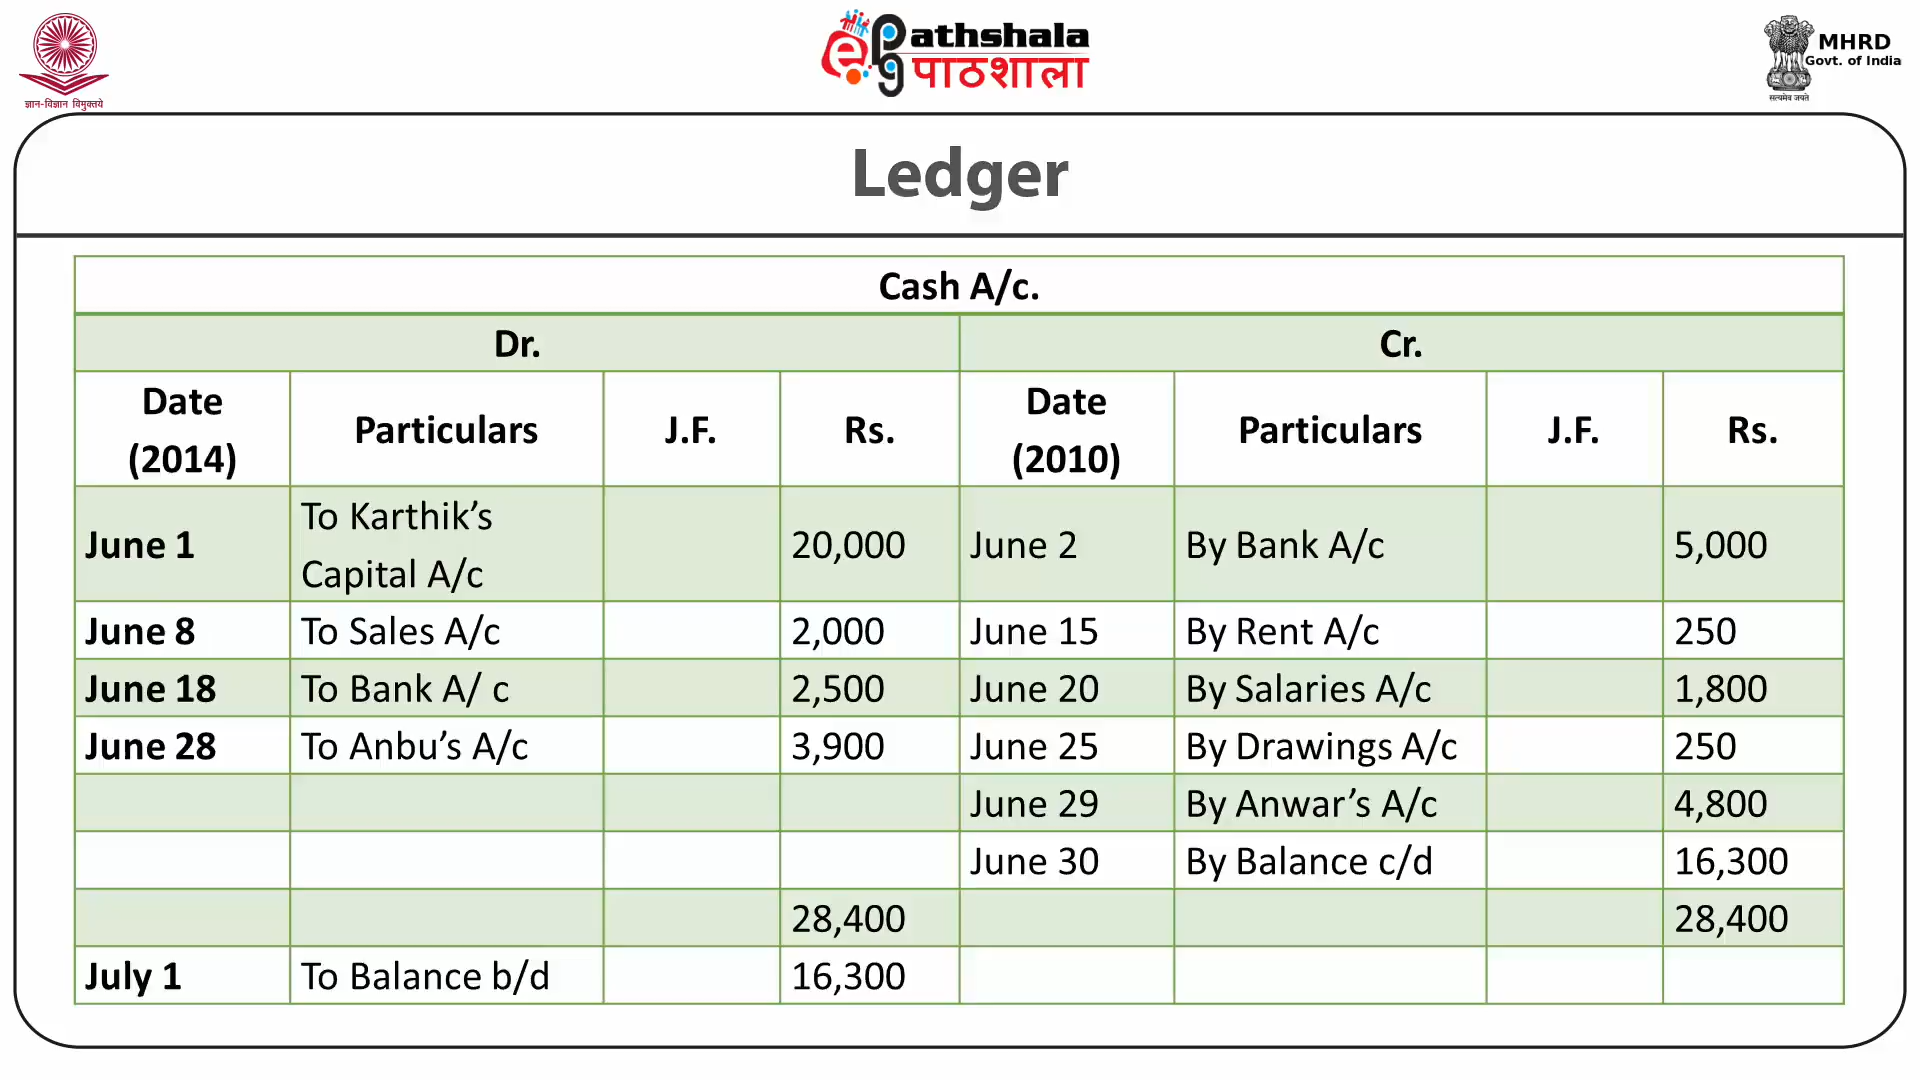 ज्ञान-विज्ञान विमुक्तये
ePathshala
पाठशाला
MHRD
Govt. of India
सत्यमेव जयते
Ledger
Cash A/c.
Dr. Cr.
Date (2014) Particulars J.F. Rs. Date (2010) Particulars J.F. Rs.
June 1 To Karthik’s Capital A/c 20,000 June 2 By Bank A/c 5,000
June 8 To Sales A/c 2,000 June 15 By Rent A/c 250
June 18 To Bank A/ c 2,500 June 20 By Salaries A/c 1,800
June 28 To Anbu’s A/c 3,900 June 25 By Drawings A/c 250
June 29 By Anwar’s A/c 4,800
June 30 By Balance c/d 16,300
28,400 28,400
July 1 To Balance b/d 16,300